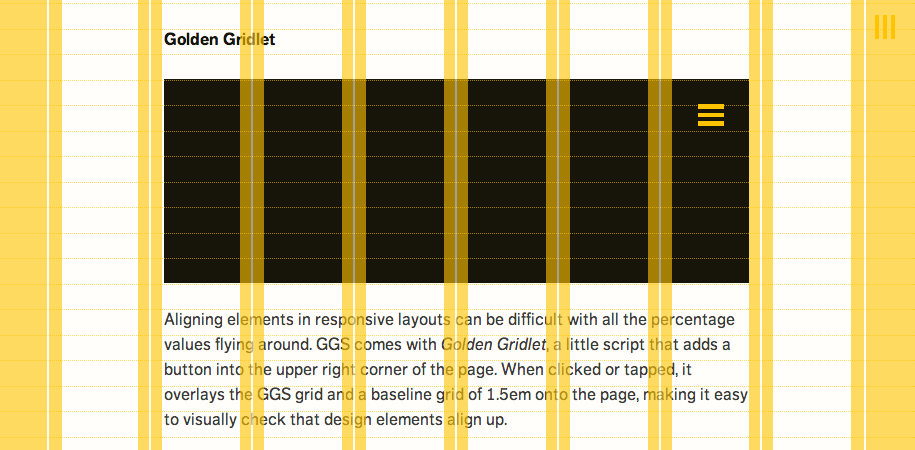 Golden Gridlet
Aligning elements in responsive layouts can be difficult with all the percentage
values flying around. GGS comes with Golden Gridlet, a little script that adds a
button into the upper right corner of the page. When clicked or tapped, it
overlays the GGS grid and a baseline grid of 1.5em onto the page, making it easy
to visually check that design elements align up.